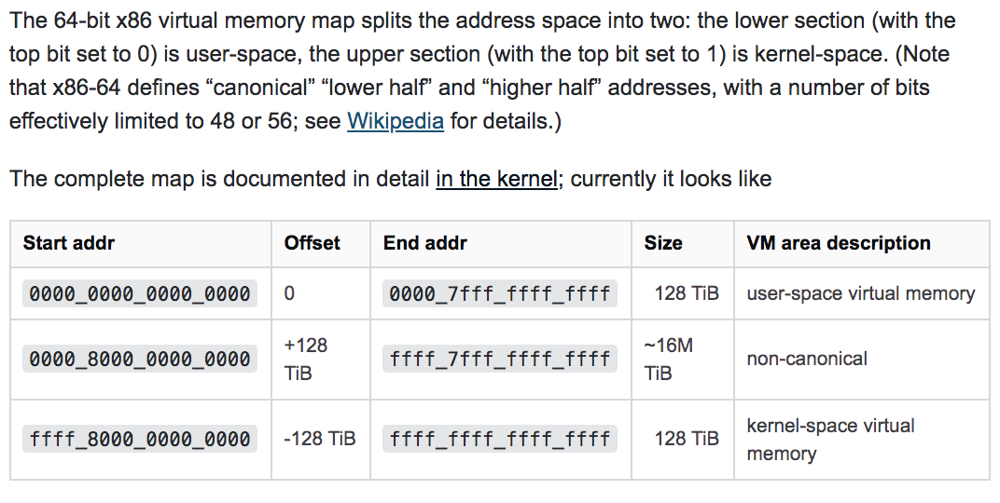 The 64-bit x86 virtual memory map splits the address space into two: the lower section (with the
top bit set to 0) is user-space, the upper section (with the top bit set to 1) is kernel-space. (Note
that x86-64 defines “canonical” “lower half” and “higher half” addresses, with a number of bits
effectively limited to 48 or 56; see Wikipedia for details.)
The complete map is documented in detail in the kernel; currently it looks like
Start addr Offset End addr Size VM area description
0000_0000_0000_0000 0 0000_7fff_ffff_ffff 128 TiB user-space virtual memory
0000_8000_0000_0000 +128 TiB ffff_7fff_ffff_ffff ~16M TiB non-canonical
ffff_8000_0000_0000 -128 TiB ffff_ffff_ffff_ffff 128 TiB kernel-space virtual memory